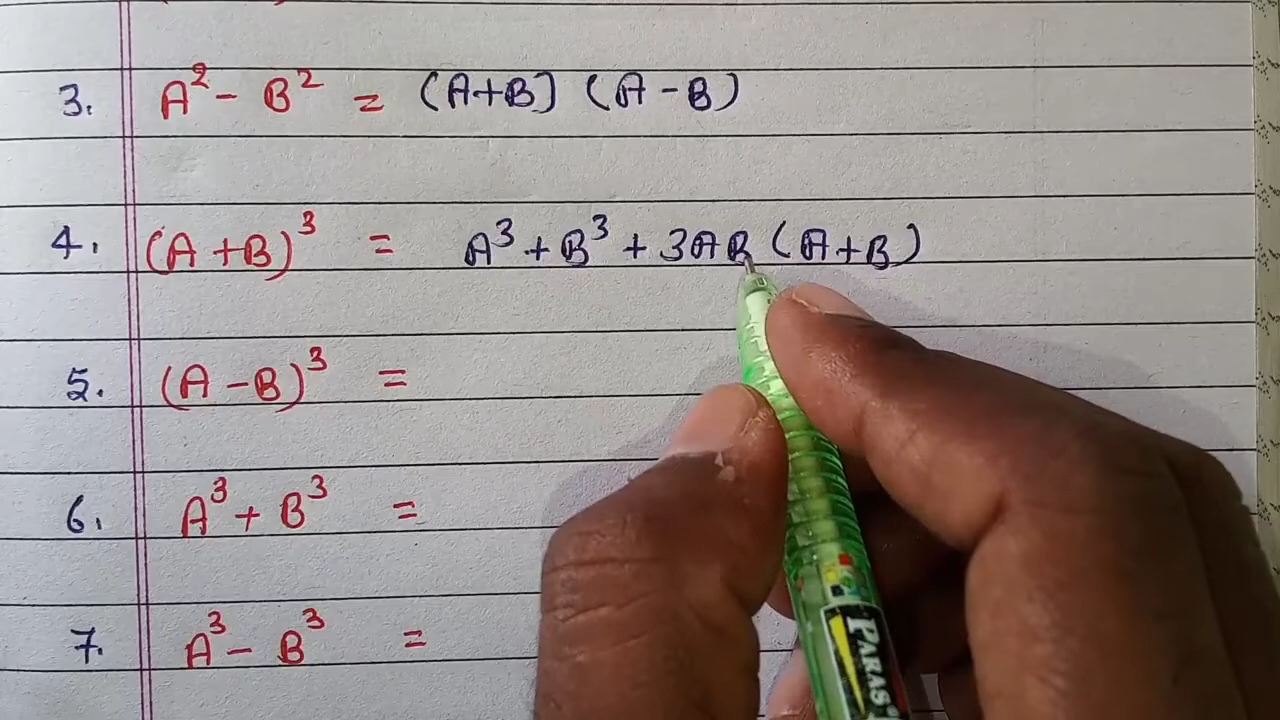 3. A² - B² = (A+B] (A-B)
4. (A+B)³ = A³ + B³ + 3AB (A+B)
5. (A-B)³ =
6. A³ + B³ =
7. A³ - B³ =
PARAS